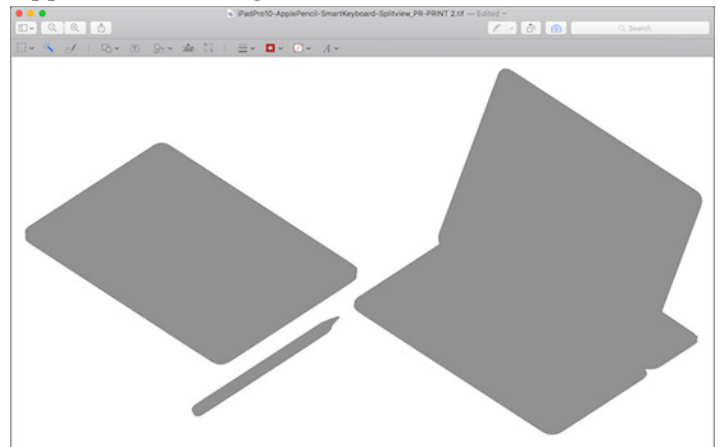 iPadPro10-ApplePencil-SmartKeyboard-Splitview_PR-PRINT 2.tif — Edited
Search